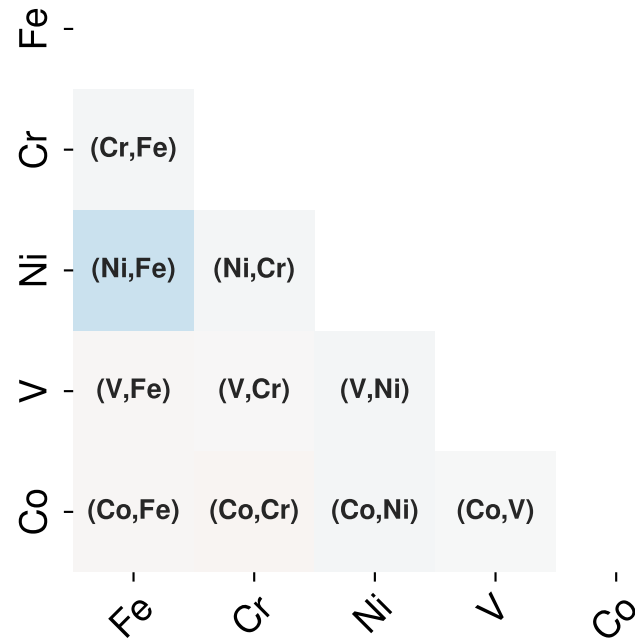 Fe
Cr (Cr,Fe)
Ni (Ni,Fe) (Ni,Cr)
V (V,Fe) (V,Cr) (V,Ni)
Co (Co,Fe) (Co,Cr) (Co,Ni) (Co,V)
Fe Cr Ni V Co